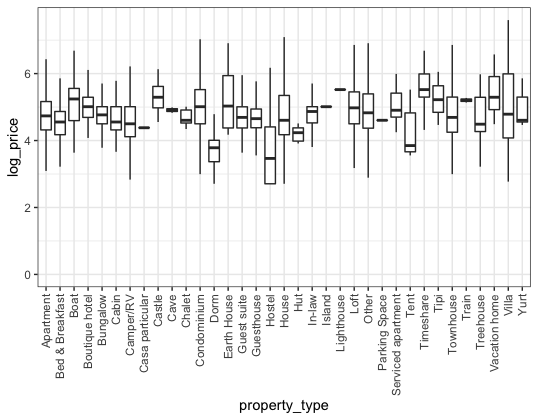 log_price
6
4
2
0
Apartment
Bed & Breakfast
Boat
Boutique hotel
Bungalow
Cabin
Camper/RV
Casa particular
Castle
Cave
Chalet
Condominium
Dorm
Earth House
Guest suite
Guesthouse
Hostel
House
Hut
In-law
Island
Lighthouse
Loft
Other
Parking Space
Serviced apartment
Tent
Timeshare
Tipi
Townhouse
Train
Treehouse
Vacation home
Villa
Yurt
property_type